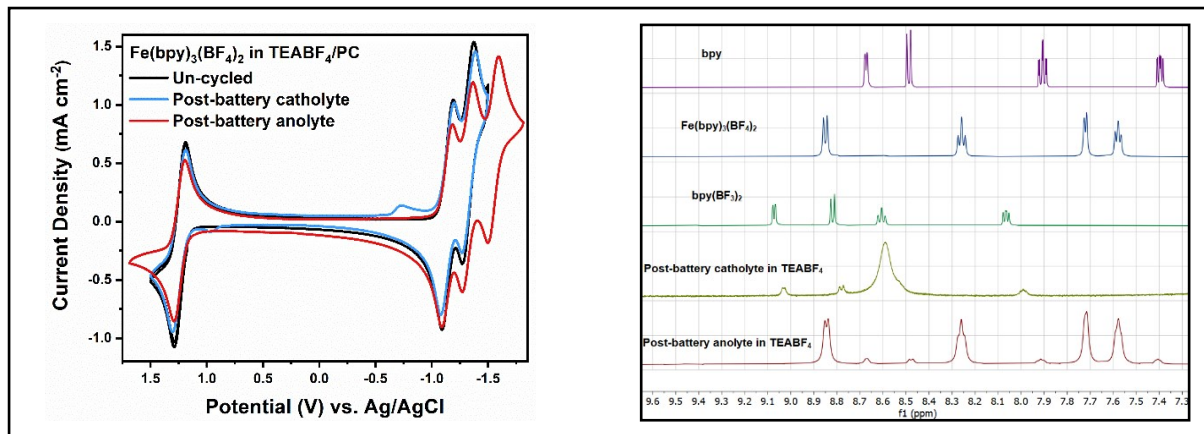 Fe(bpy)₃(BF₄)₂ in TEABF₄/PC
Un-cycled
Post-battery catholyte
Post-battery anolyte
1.5
1.0
0.5
0.0
-0.5
-1.0
Current Density (mA cm⁻²)
1.5 1.0 0.5 0.0 -0.5 -1.0 -1.5
Potential (V) vs. Ag/AgCl
bpy
Fe(bpy)₃(BF₄)₂
bpy(BF₃)₂
Post-battery catholyte in TEABF₄
Post-battery anolyte in TEABF₄
9.6 9.5 9.4 9.3 9.2 9.1 9.0 8.9 8.8 8.7 8.6 8.5 8.4 8.3 8.2 8.1 8.0 7.9 7.8 7.7 7.6 7.5 7.4 7.3
f1 (ppm)